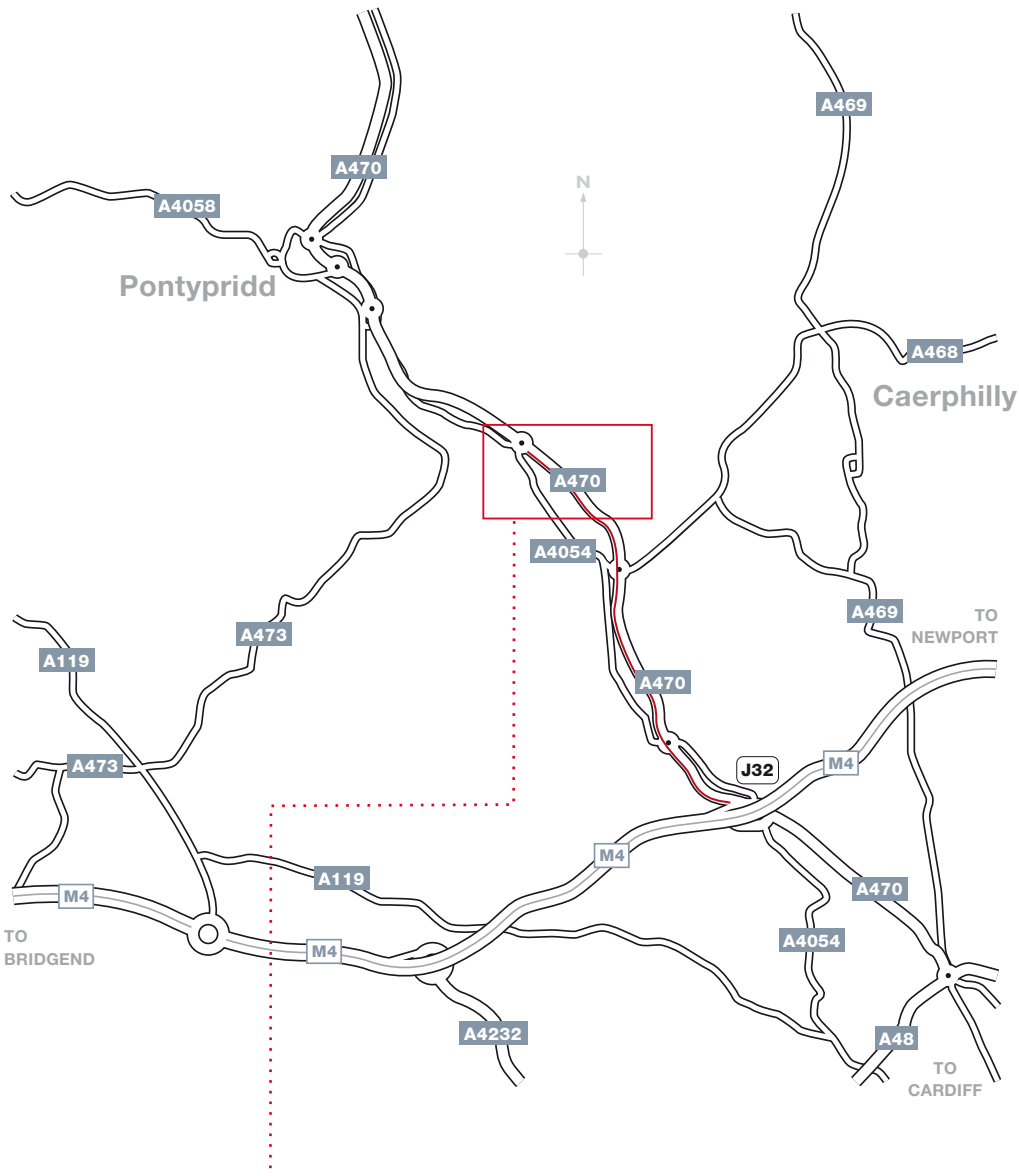 A469
A470
N
A4058
Pontypridd
A468
Caerphilly
A470
A4054
A469
TO
NEWPORT
A473
A119
A470
A473
J32
M4
M4
A119
A470
M4
TO
BRIDGEND
M4
A4054
A4232
A48
TO
CARDIFF